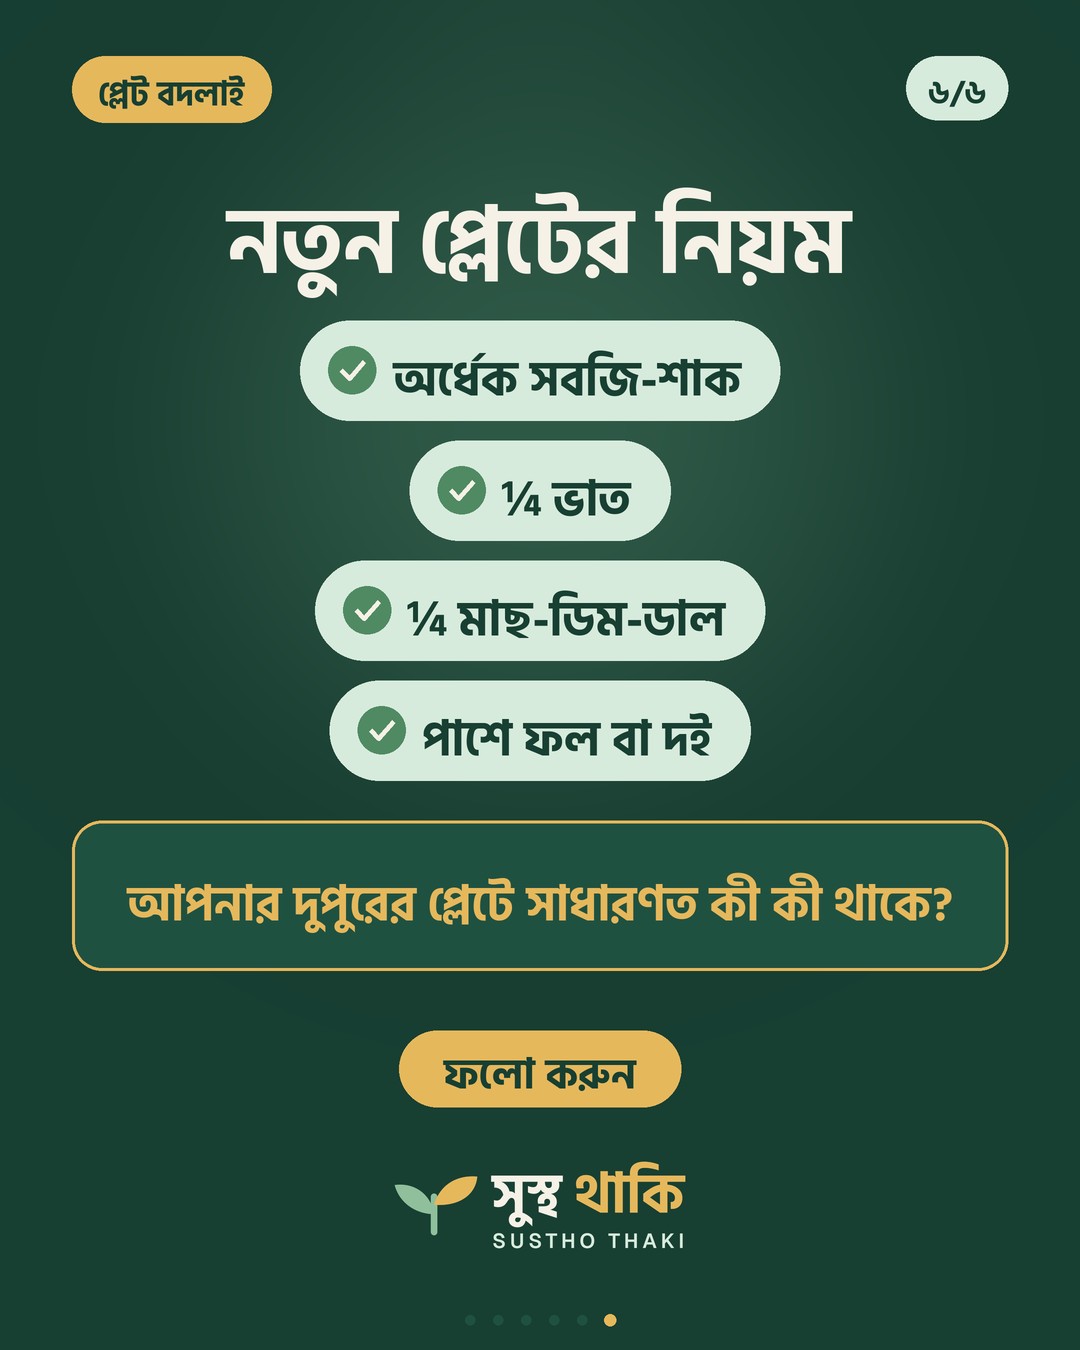 প্লেট বদলাই
৬/৬
নতুন প্লেটের নিয়ম
অর্ধেক সবজি-শাক
¼ ভাত
¼ মাছ-ডিম-ডাল
পাশে ফল বা দই
আপনার দুপুরের প্লেটে সাধারণত কী কী থাকে?
ফলো করুন
সুস্থ থাকি
SUSTHO THAKI